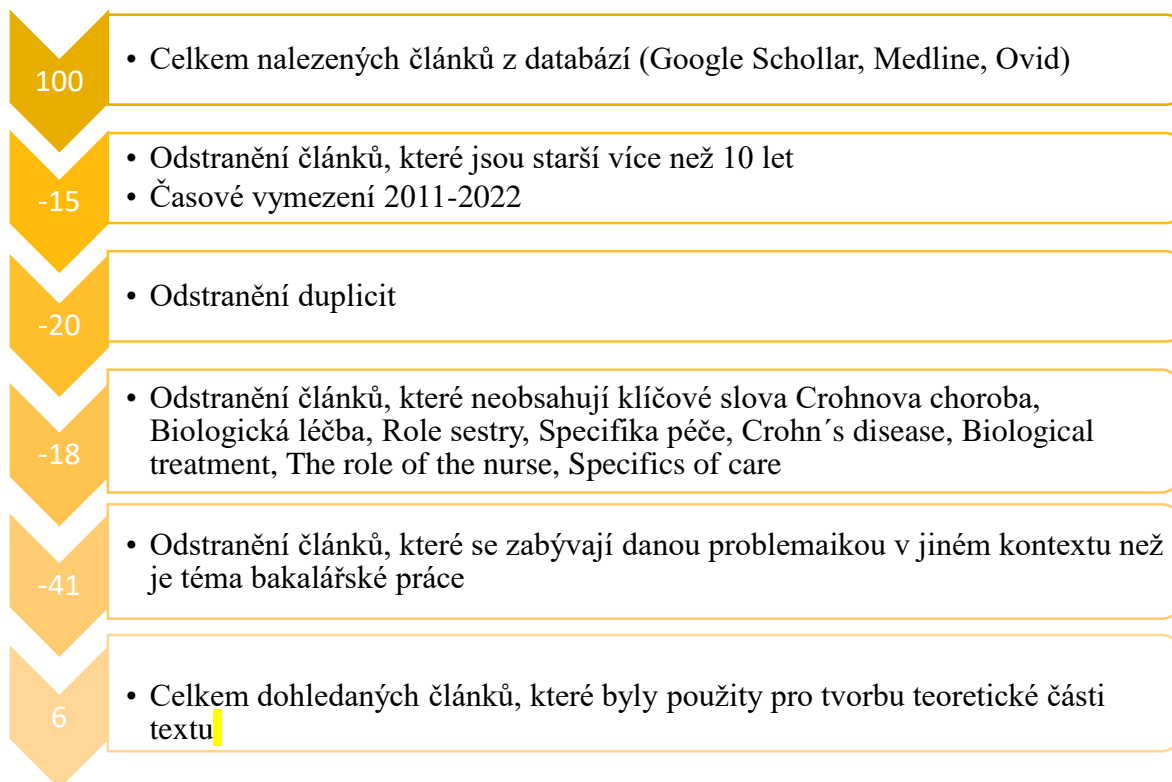 100
• Celkem nalezených článků z databází (Google Schollar, Medline, Ovid)
-15
• Odstranění článků, které jsou starší více než 10 let
• Časové vymezení 2011-2022
-20
• Odstranění duplicit
-18
• Odstranění článků, které neobsahují klíčové slova Crohnova choroba,
Biologická léčba, Role sestry, Specifika péče, Crohn´s disease, Biological
treatment, The role of the nurse, Specifics of care
-41
• Odstranění článků, které se zabývají danou problemaikou v jiném kontextu než
je téma bakalářské práce
6
• Celkem dohledaných článků, které byly použity pro tvorbu teoretické části
textu